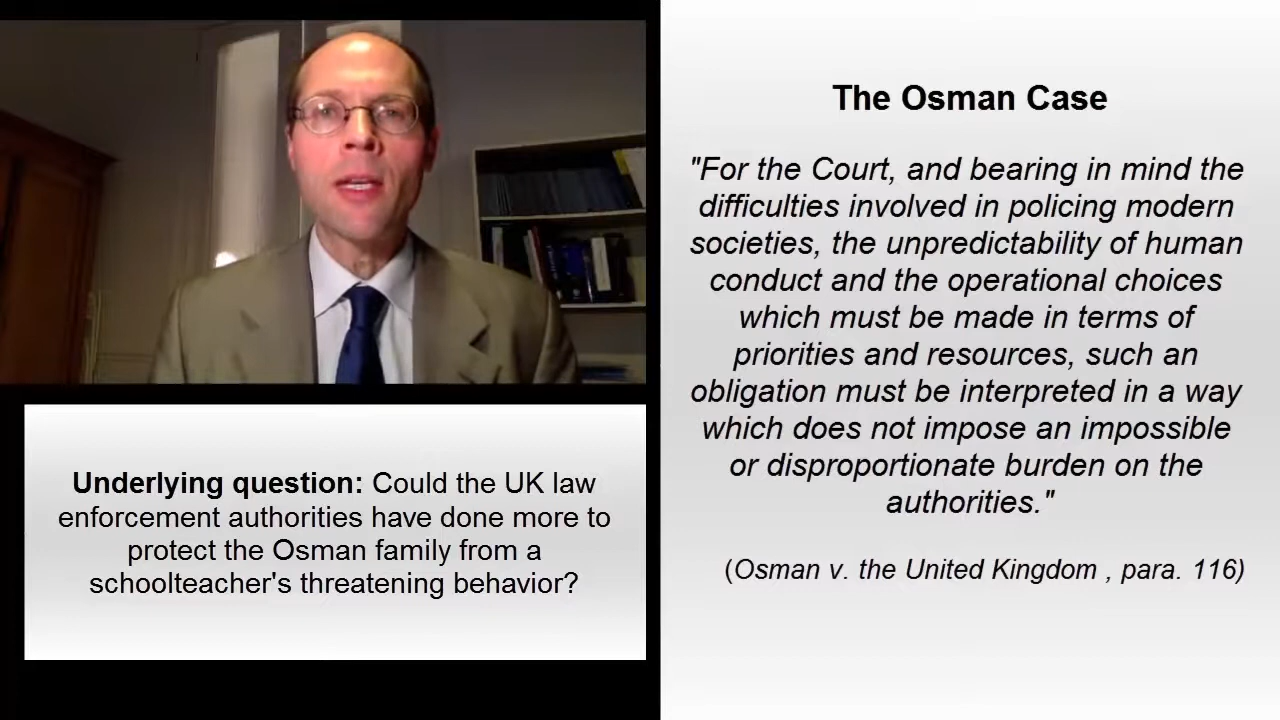 The Osman Case
"For the Court, and bearing in mind the
difficulties involved in policing modern
societies, the unpredictability of human
conduct and the operational choices
which must be made in terms of
priorities and resources, such an
obligation must be interpreted in a way
which does not impose an impossible
or disproportionate burden on the
authorities."
(Osman v. the United Kingdom , para. 116)
Underlying question: Could the UK law
enforcement authorities have done more to
protect the Osman family from a
schoolteacher's threatening behavior?